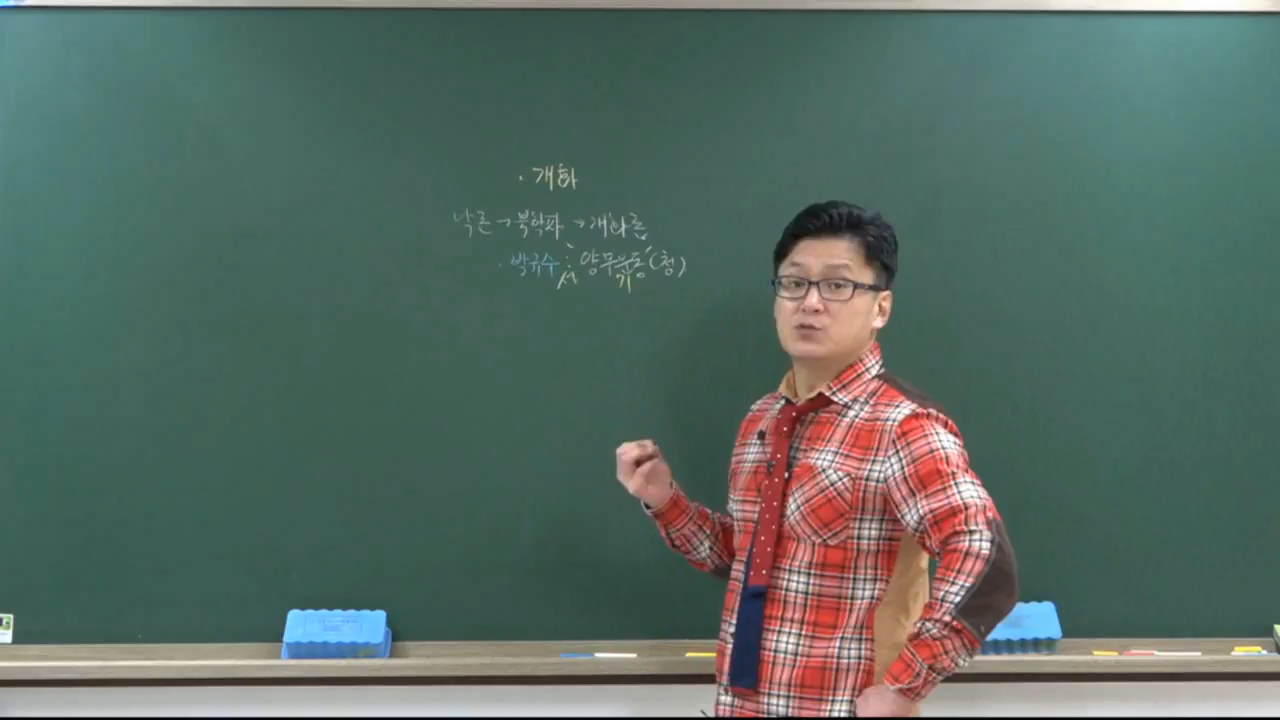 · 개화
낙론 → 북학파 → 개화론
· 박규수 : 양무운동 (청)